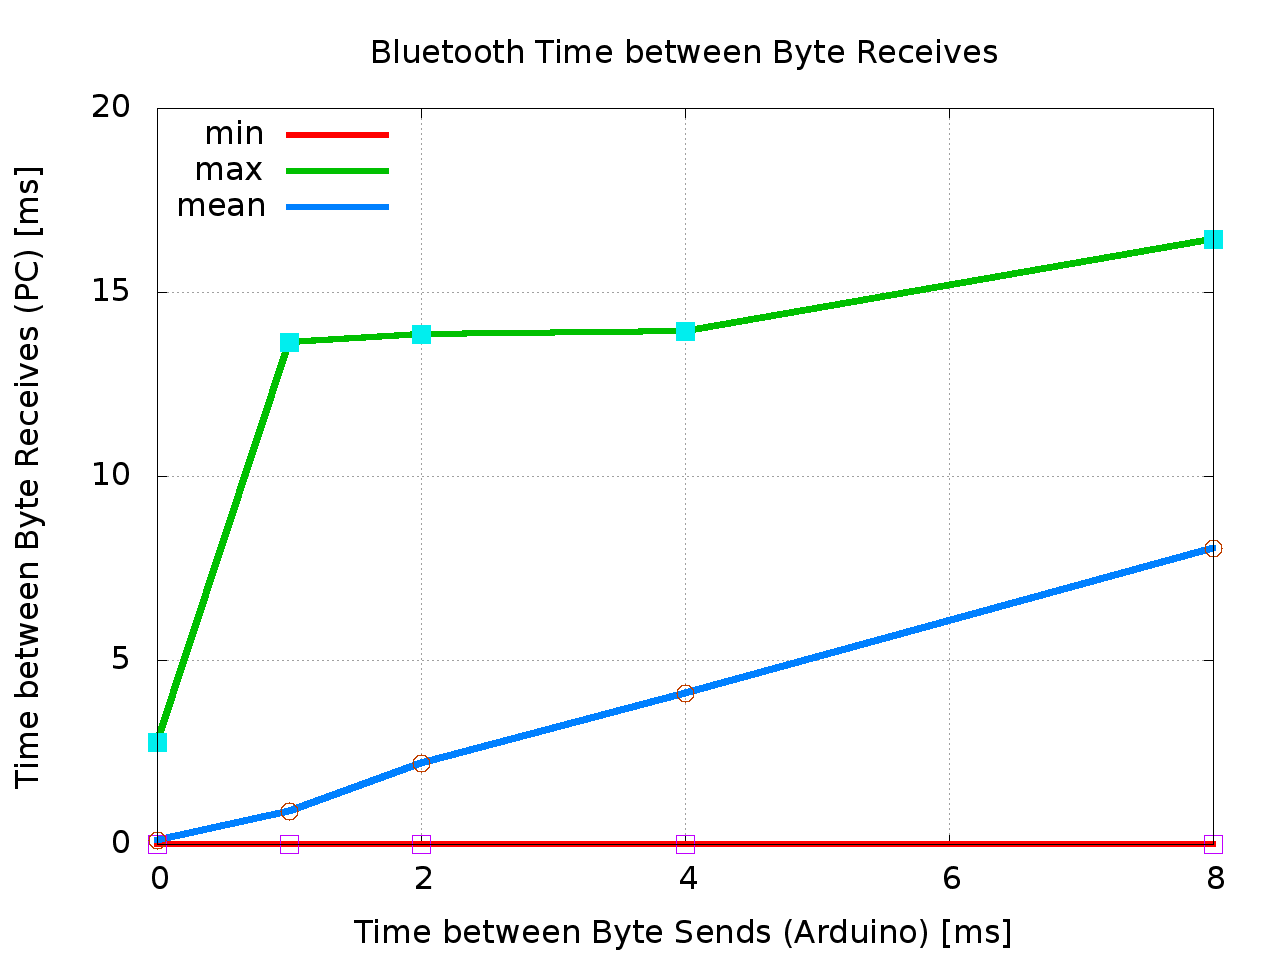 Bluetooth Time between Byte Receives
20
15
10
5
0
min
max
mean
Time between Byte Receives (PC) [ms]
0 2 4 6 8
Time between Byte Sends (Arduino) [ms]